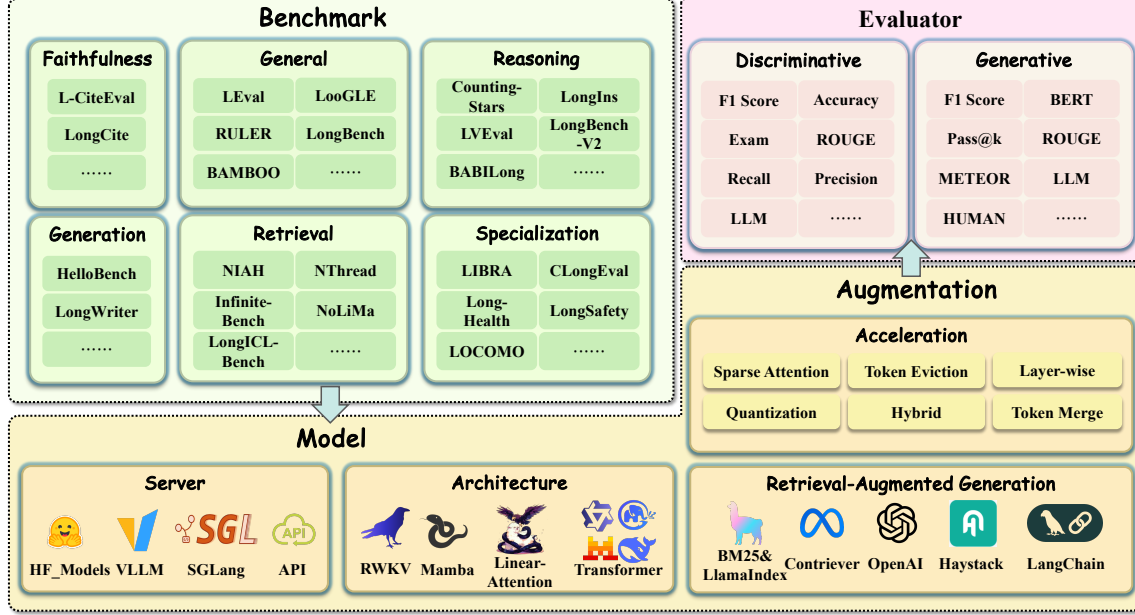 Benchmark
Faithfulness
L-CiteEval
LongCite
......
General
LEval
LooGLE
RULER
LongBench
BAMBOO
......
Reasoning
Counting-
Stars
LongIns
LVEval
LongBench
-V2
BABILong
......
Generation
HelloBench
LongWriter
......
Retrieval
NIAH
NThread
Infinite-
Bench
NoLiMa
LongICL-
Bench
......
Specialization
LIBRA
CLongEval
Long-
Health
LongSafety
LOCOMO
......
Evaluator
Discriminative
F1 Score
Accuracy
Exam
ROUGE
Recall
Precision
LLM
......
Generative
F1 Score
BERT
Pass@k
ROUGE
METEOR
LLM
HUMAN
......
Augmentation
Acceleration
Sparse Attention
Token Eviction
Layer-wise
Quantization
Hybrid
Token Merge
Model
Server
HF_Models
VLLM
SGL
SGLang
API
API
Architecture
RWKV
Mamba
Linear-
Attention
Transformer
Retrieval-Augmented Generation
BM25&
LlamaIndex
Contriever
OpenAI
Haystack
LangChain